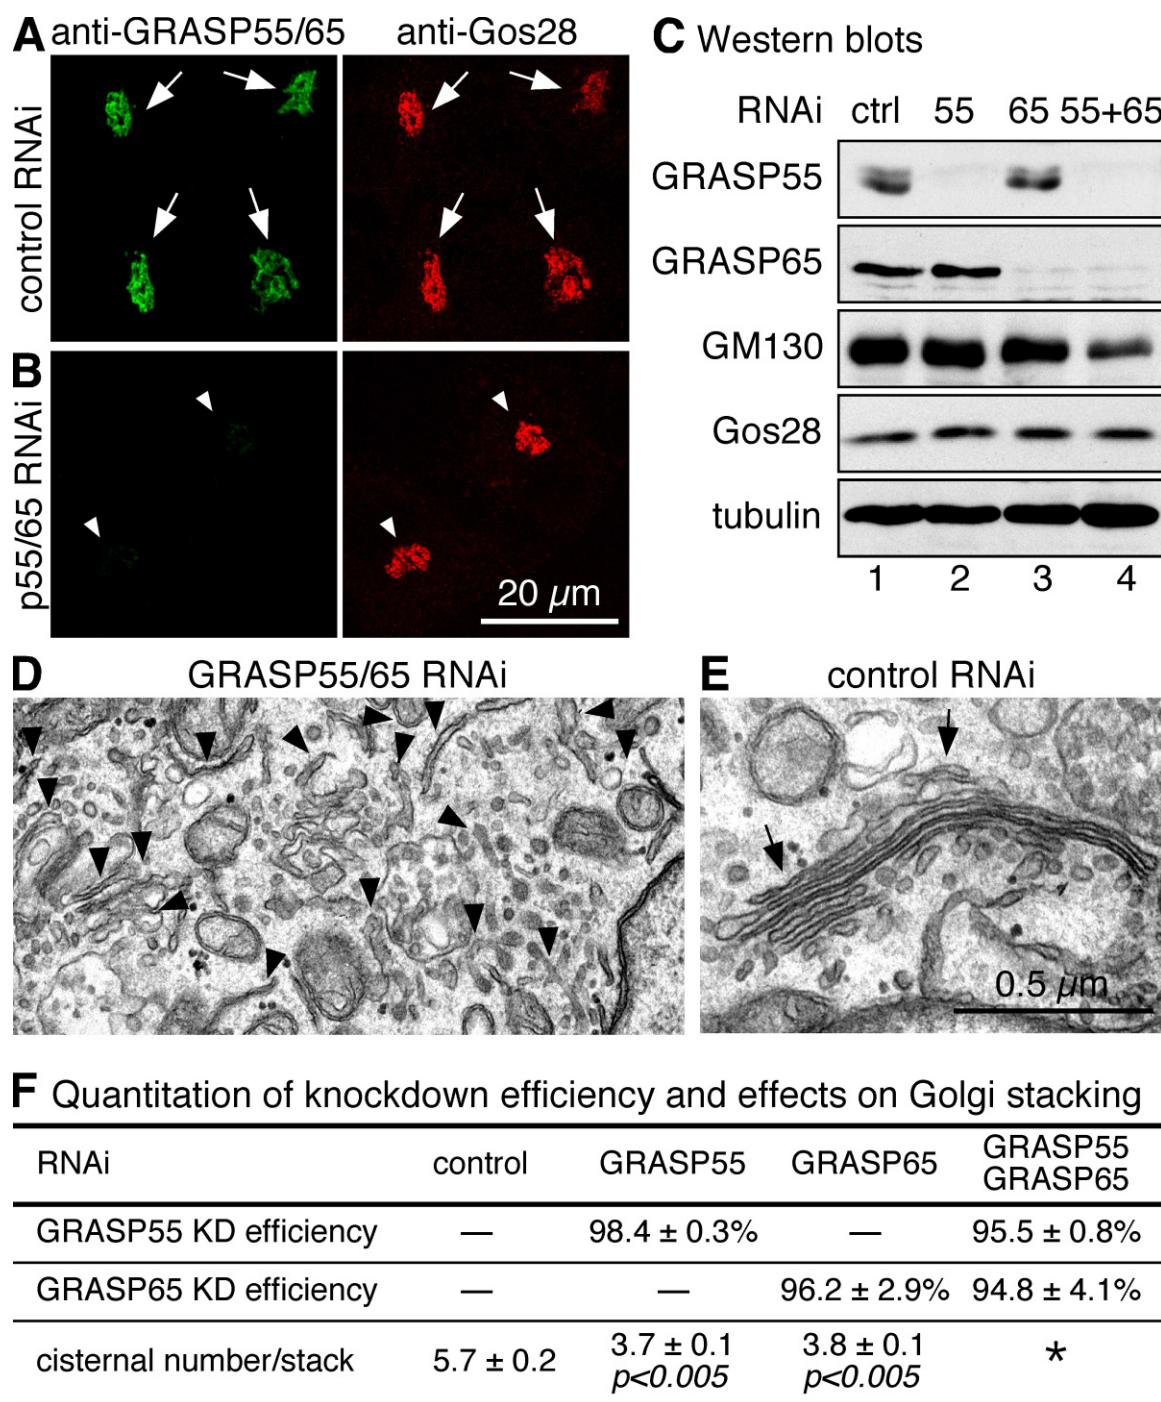 A anti-GRASP55/65 anti-Gos28
control RNAi
B
p55/65 RNAi
20 µm
C Western blots
RNAi ctrl 55 65 55+65
GRASP55
GRASP65
GM130
Gos28
tubulin
1 2 3 4
D GRASP55/65 RNAi
E control RNAi
0.5 µm
F Quantitation of knockdown efficiency and effects on Golgi stacking
RNAi control GRASP55 GRASP65 GRASP55
GRASP65
GRASP55 KD efficiency — 98.4 ± 0.3% — 95.5 ± 0.8%
GRASP65 KD efficiency — — 96.2 ± 2.9% 94.8 ± 4.1%
cisternal number/stack 5.7 ± 0.2 3.7 ± 0.1 3.8 ± 0.1 *
p<0.005 p<0.005